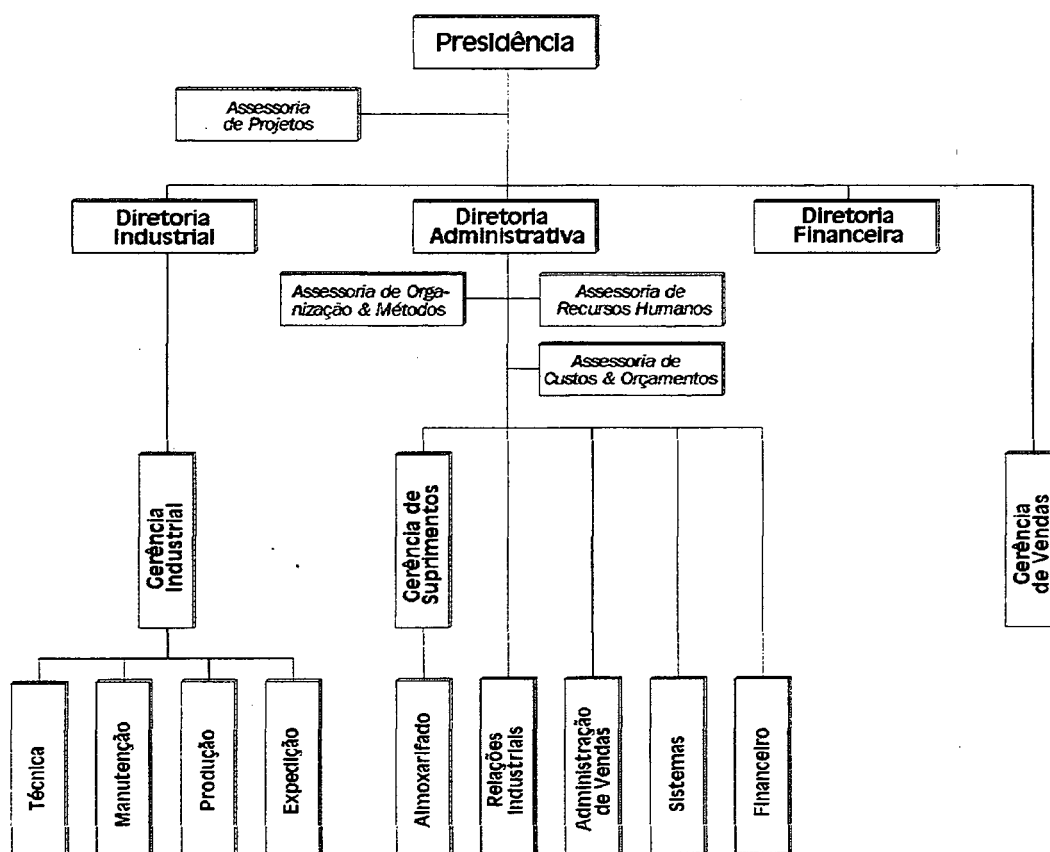 Presidência
Assessoria
de Projetos
Diretoria
Industrial
Diretoria
Administrativa
Diretoria
Financeira
Assessoria de Orga-
nização & Métodos
Assessoria de
Recursos Humanos
Assessoria de
Custos & Orçamentos
Gerência
Industrial
Gerência de
Suprimentos
Gerência
de Vendas
Técnica
Manutenção
Produção
Expedição
Almoxarifado
Relações
Industriais
Administração
de Vendas
Sistemas
Financeiro